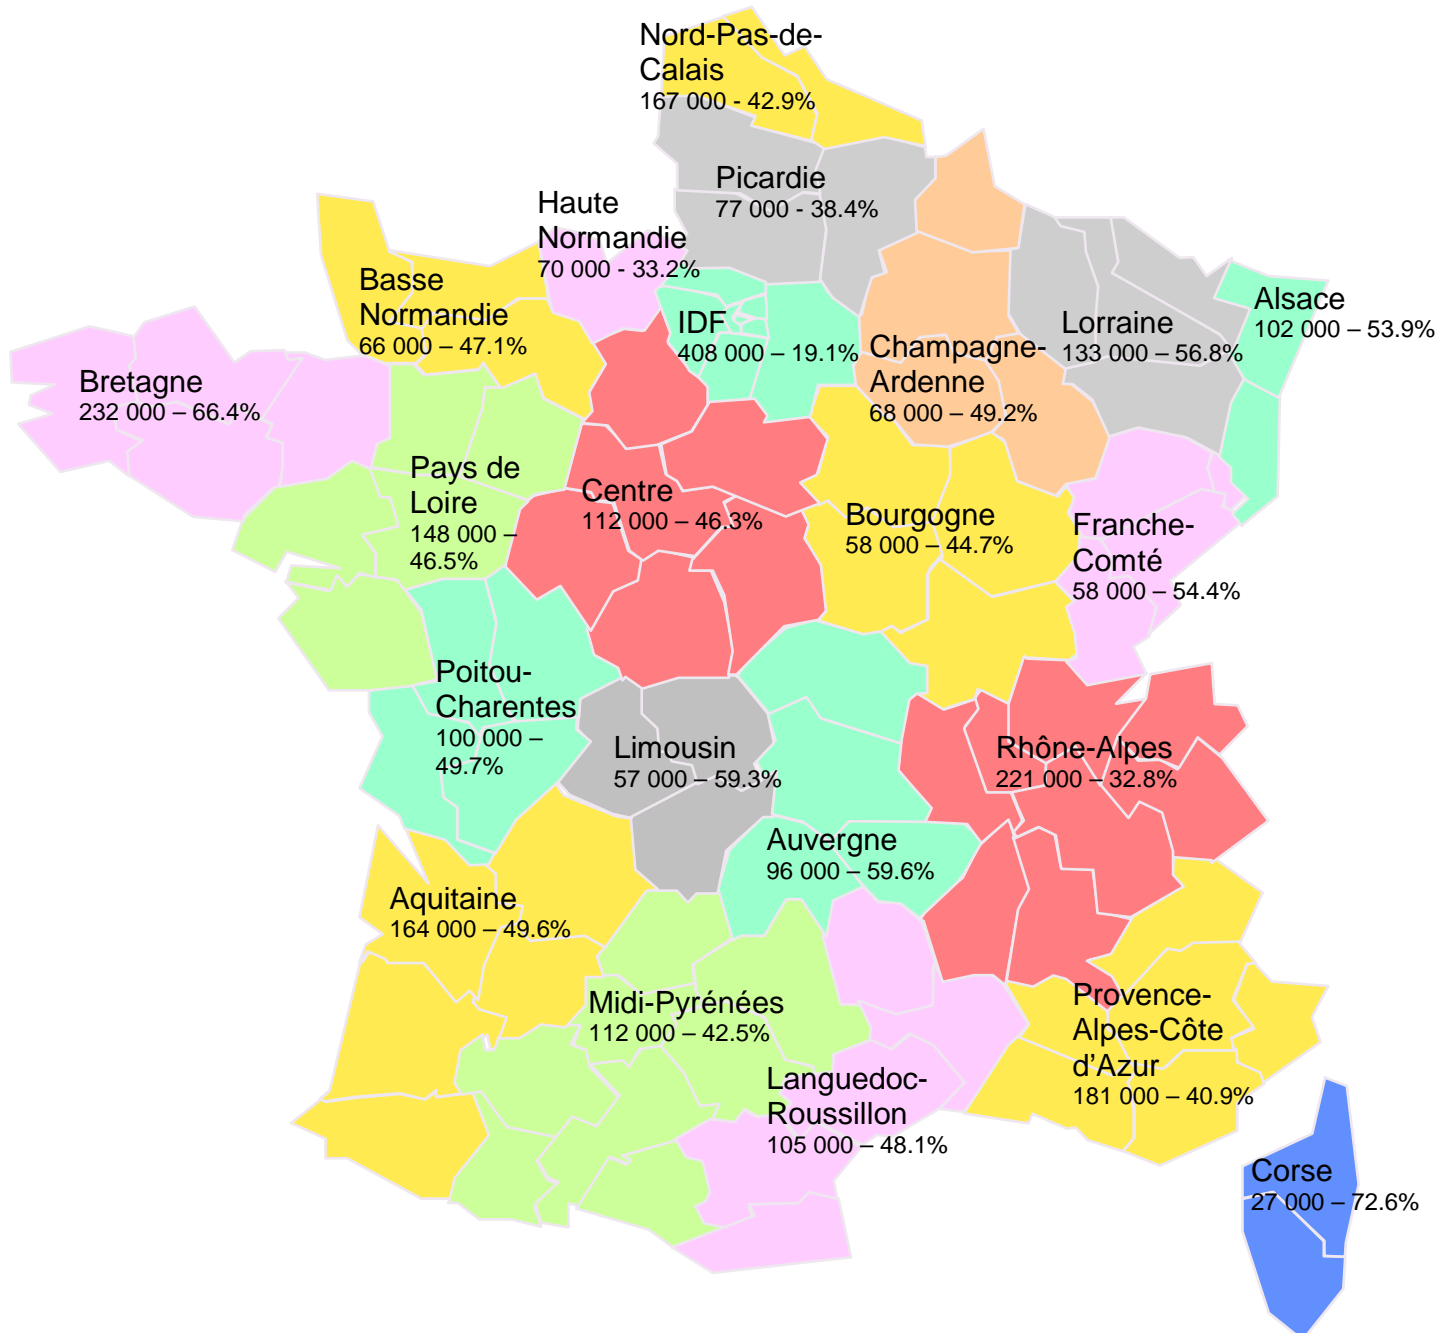 Nord-Pas-de-
Calais
167 000 - 42.9%
Picardie
77 000 - 38.4%
Haute
Normandie
70 000 - 33.2%
Basse
Normandie
66 000 – 47.1%
IDF
408 000 – 19.1%
Champagne-
Ardenne
68 000 – 49.2%
Lorraine
133 000 – 56.8%
Alsace
102 000 – 53.9%
Bretagne
232 000 – 66.4%
Pays de
Loire
148 000 –
46.5%
Centre
112 000 – 46.3%
Bourgogne
58 000 – 44.7%
Franche-
Comté
58 000 – 54.4%
Poitou-
Charentes
100 000 –
49.7%
Limousin
57 000 – 59.3%
Rhône-Alpes
221 000 – 32.8%
Auvergne
96 000 – 59.6%
Aquitaine
164 000 – 49.6%
Midi-Pyrénées
112 000 – 42.5%
Languedoc-
Roussillon
105 000 – 48.1%
Provence-
Alpes-Côte
d’Azur
181 000 – 40.9%
Corse
27 000 – 72.6%